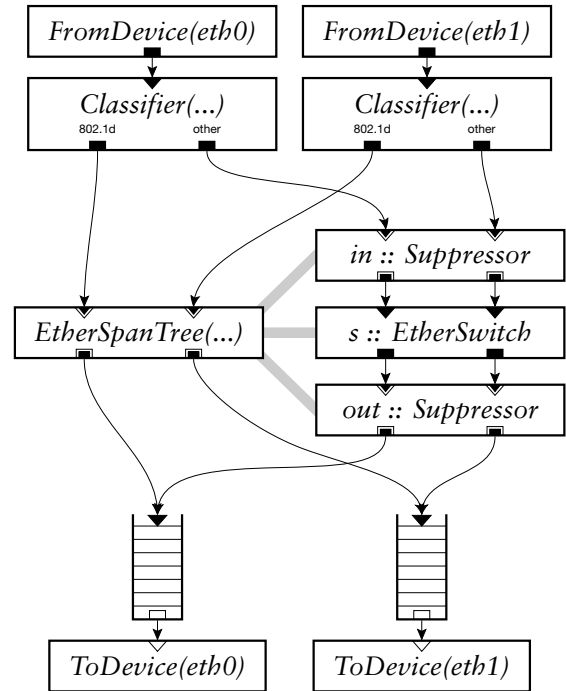 FromDevice(eth0)
FromDevice(eth1)
Classifier(...)
802.1d other
Classifier(...)
802.1d other
in :: Suppressor
EtherSpanTree(...)
s :: EtherSwitch
out :: Suppressor
ToDevice(eth0)
ToDevice(eth1)